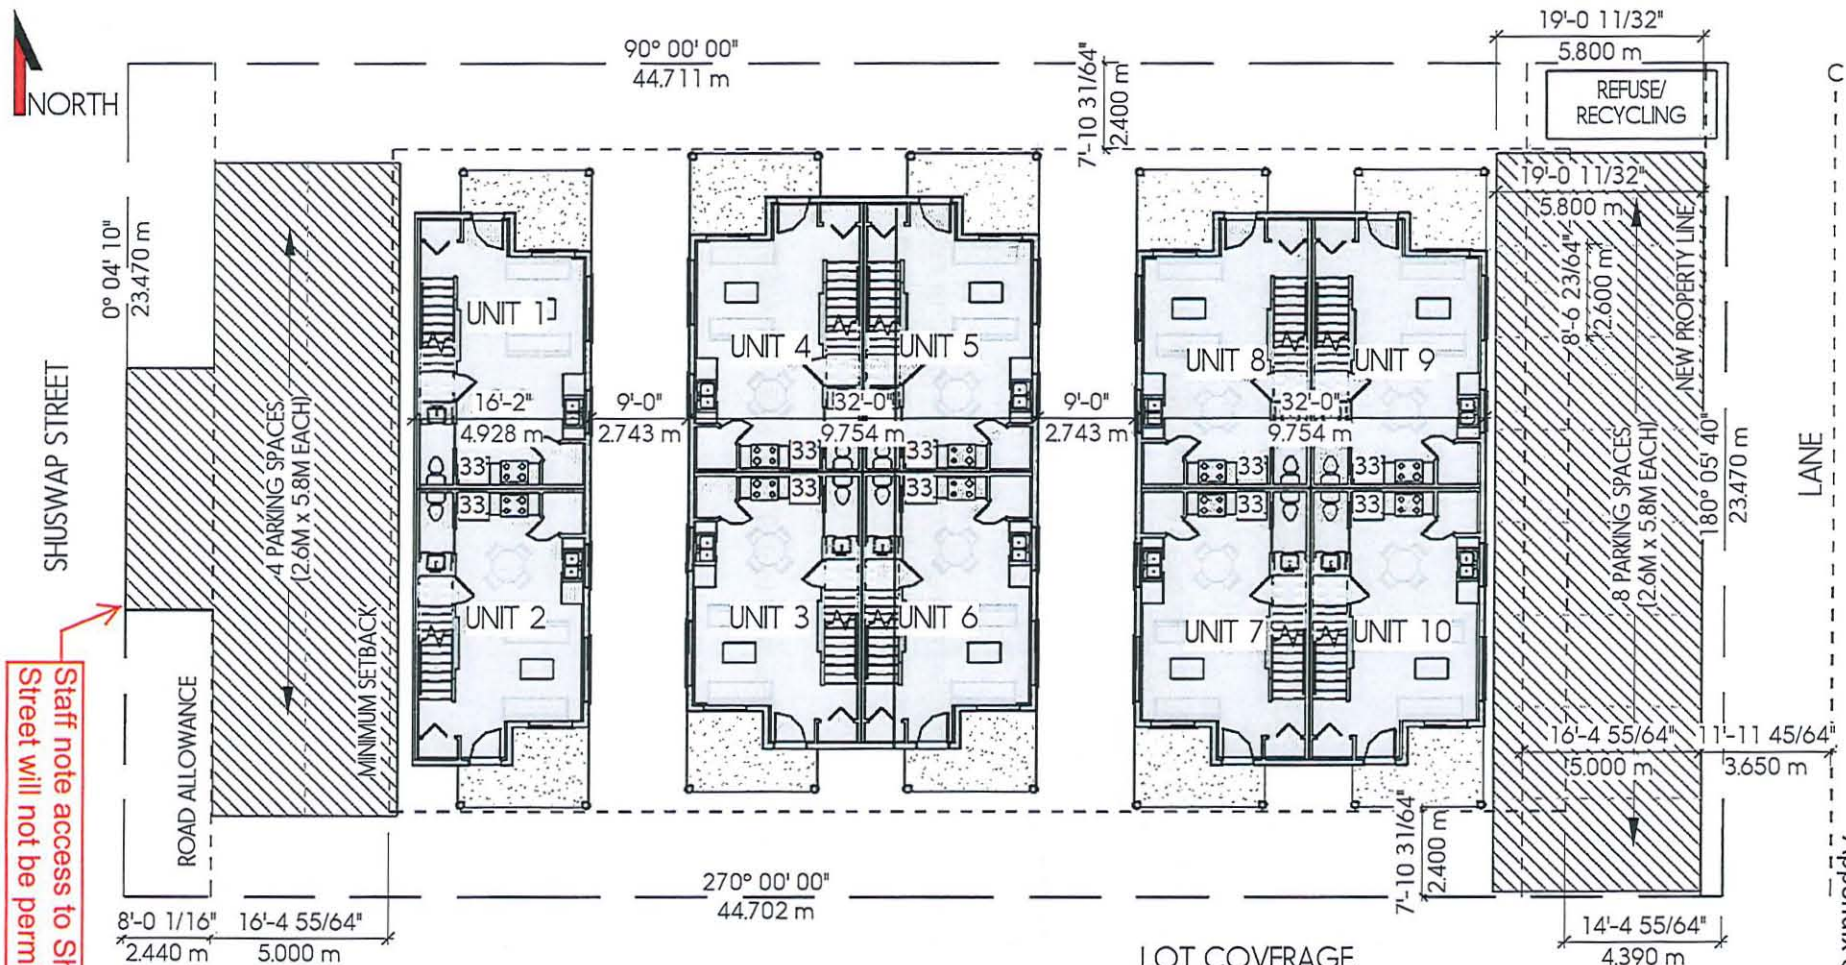 NORTH
90° 00' 00"
44.711 m
7'-10 31/64"
2.400 m
19'-0 11/32"
5.800 m
REFUSE/
RECYCLING
C
0° 04' 10"
23.470 m
SHUSWAP STREET
4 PARKING SPACES
(2.6M x 5.8M EACH)
MINIMUM SETBACK
ROAD ALLOWANCE
UNIT 1
UNIT 2
16'-2"
4.928 m
33
33
9'-0"
2.743 m
UNIT 4
UNIT 5
32'-0"
9.754 m
33
33
33
33
UNIT 3
UNIT 6
9'-0"
2.743 m
UNIT 8
UNIT 9
32'-0"
9.754 m
33
33
33
33
UNIT 7
UNIT 10
19'-0 11/32"
5.800 m
8'-6 23/64"
2.600 m
NEW PROPERTY LINE
8 PARKING SPACES
(2.6M x 5.8M EACH)
180° 05' 40"
23.470 m
LANE
16'-4 55/64"
5.000 m
11'-11 45/64"
3.650 m
7'-10 31/64"
2.400 m
270° 00' 00"
44.702 m
8'-0 1/16"
2.440 m
16'-4 55/64"
5.000 m
14'-4 55/64"
4.390 m
LOT COVERAGE
Staff note access to Sh
Street will not be perm